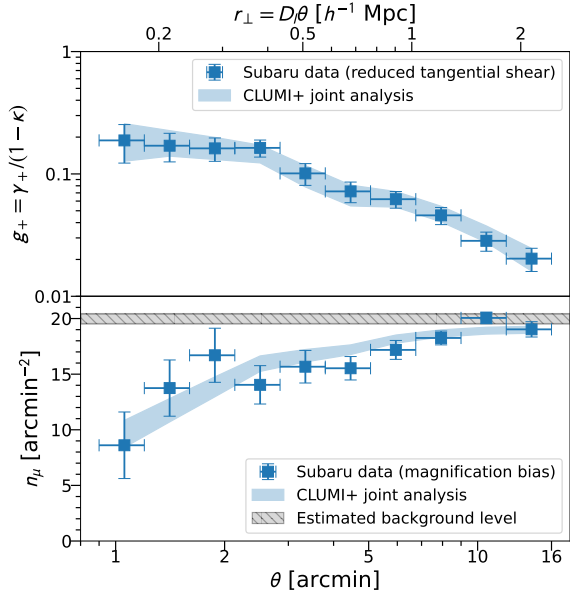 r⊥ = Dₗθ [h⁻¹ Mpc]
0.2 0.5 1 2
1
Subaru data (reduced tangential shear)
CLUMI+ joint analysis
0.1
g₊ = γ₊/(1 − κ)
0.01
20
15
10
5
0
n_μ [arcmin⁻²]
Subaru data (magnification bias)
CLUMI+ joint analysis
Estimated background level
1 2 5 10 16
θ [arcmin]